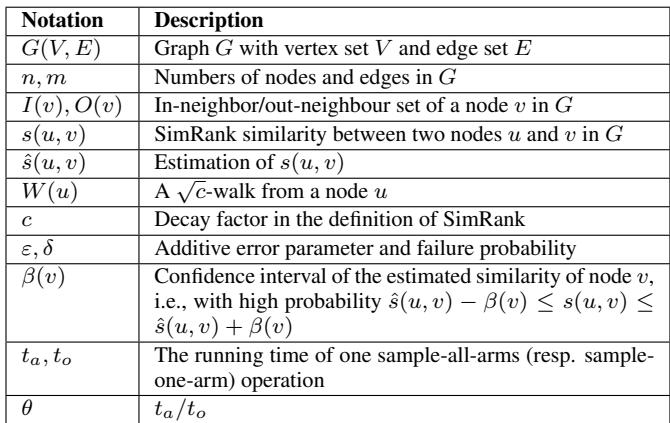 Notation Description
G(V, E) Graph G with vertex set V and edge set E
n, m Numbers of nodes and edges in G
I(v), O(v) In-neighbor/out-neighbour set of a node v in G
s(u, v) SimRank similarity between two nodes u and v in G
ŝ(u, v) Estimation of s(u, v)
W(u) A √c-walk from a node u
c Decay factor in the definition of SimRank
ε, δ Additive error parameter and failure probability
β(v) Confidence interval of the estimated similarity of node v,
i.e., with high probability ŝ(u, v) − β(v) ≤ s(u, v) ≤
ŝ(u, v) + β(v)
t_a, t_o The running time of one sample-all-arms (resp. sample-
one-arm) operation
θ t_a/t_o